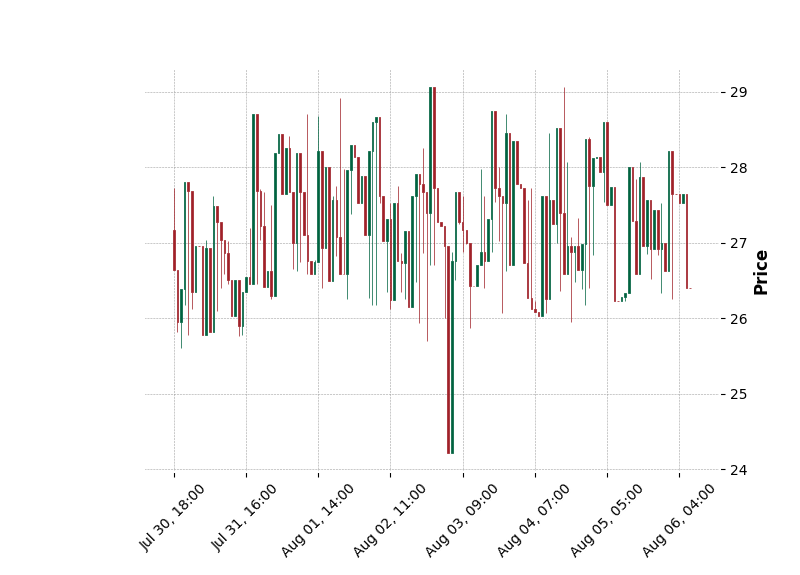 29
28
27
26
25
24
Price
Jul 30, 18:00
Jul 31, 16:00
Aug 01, 14:00
Aug 02, 11:00
Aug 03, 09:00
Aug 04, 07:00
Aug 05, 05:00
Aug 06, 04:00